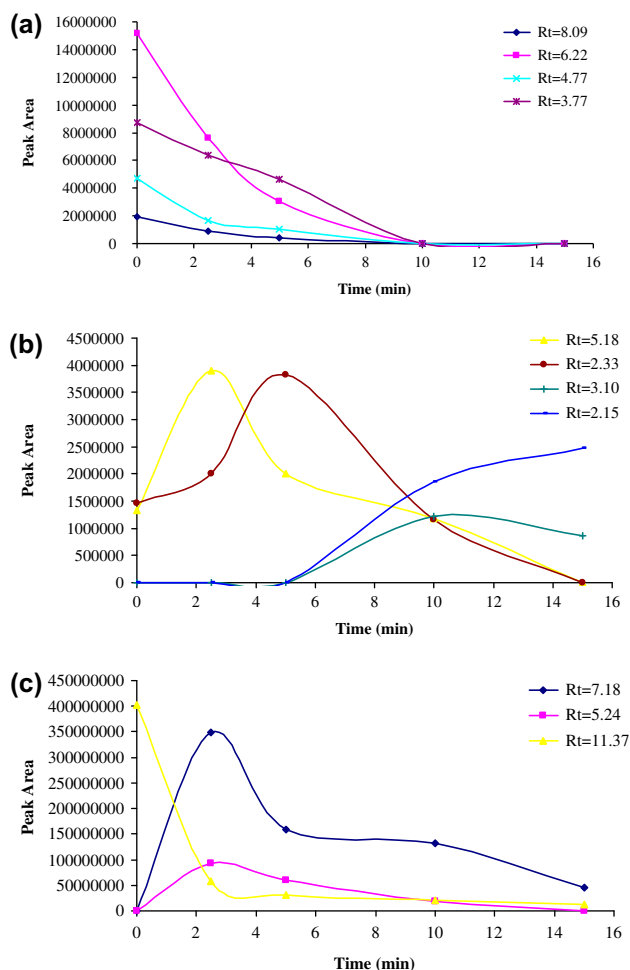 (a)
16000000
14000000
12000000
10000000
8000000
6000000
4000000
2000000
0
Peak Area
0 2 4 6 8 10 12 14 16
Time (min)
Rt=8.09
Rt=6.22
Rt=4.77
Rt=3.77
(b)
4500000
4000000
3500000
3000000
2500000
2000000
1500000
1000000
500000
0
Peak Area
0 2 4 6 8 10 12 14 16
Time (min)
Rt=5.18
Rt=2.33
Rt=3.10
Rt=2.15
(c)
450000000
400000000
350000000
300000000
250000000
200000000
150000000
100000000
50000000
0
Peak Area
0 2 4 6 8 10 12 14 16
Time (min)
Rt=7.18
Rt=5.24
Rt=11.37